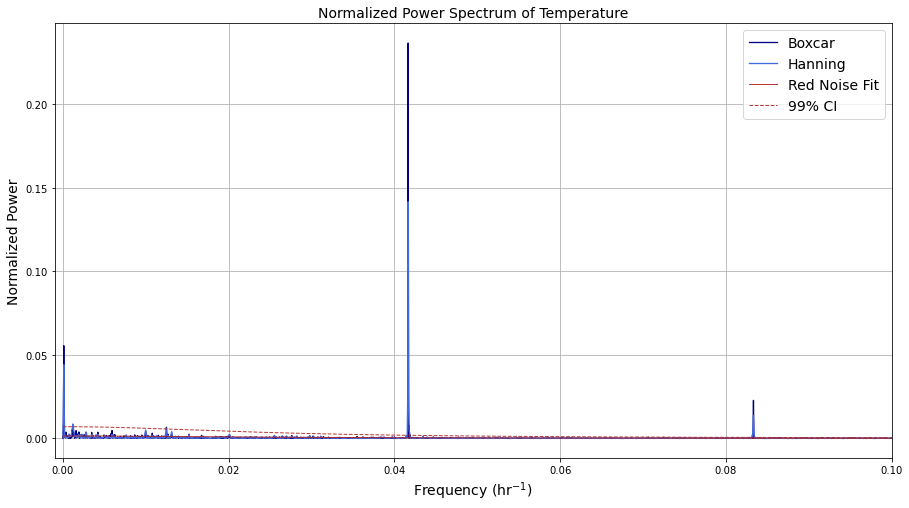 Normalized Power Spectrum of Temperature
Boxcar
Hanning
Red Noise Fit
99% CI
Normalized Power
0.20
0.15
0.10
0.05
0.00
0.00 0.02 0.04 0.06 0.08 0.10
Frequency (hr⁻¹)